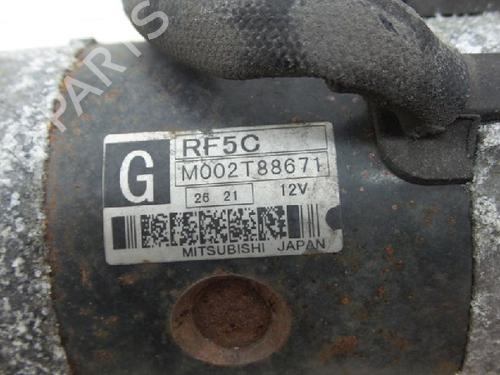 PARTS
G
RF5C
M002T88671
26 21 12V
MITSUBISHI JAPAN